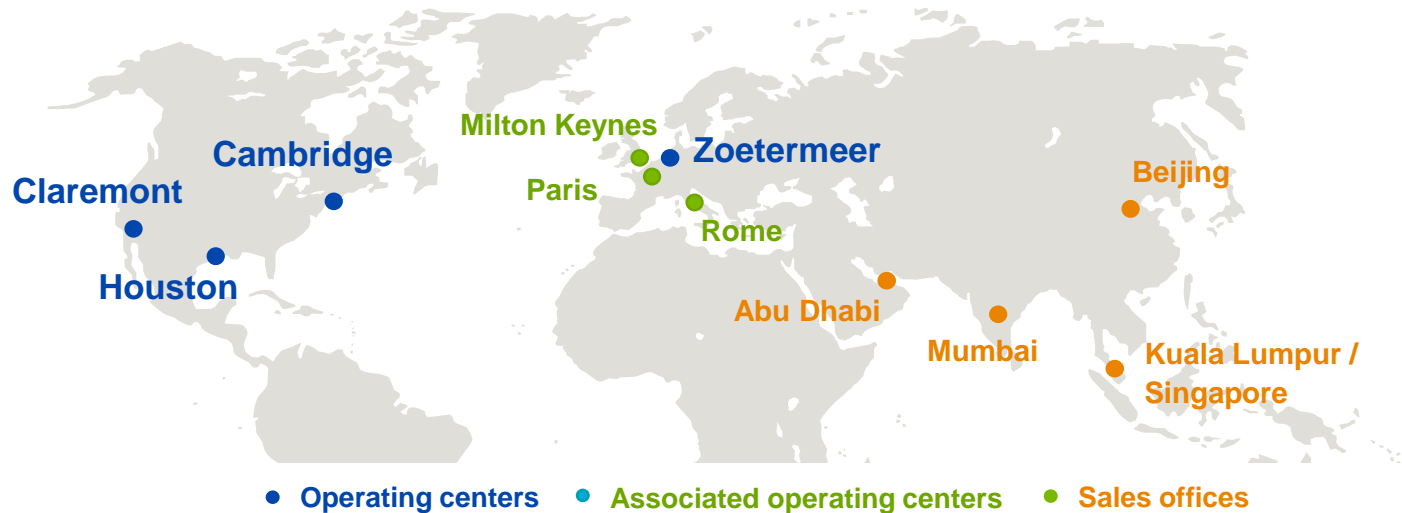 Milton Keynes
Cambridge
Zoetermeer
Beijing
Claremont
Paris
Rome
Houston
Abu Dhabi
Mumbai
Kuala Lumpur /
Singapore
Operating centers
Associated operating centers
Sales offices